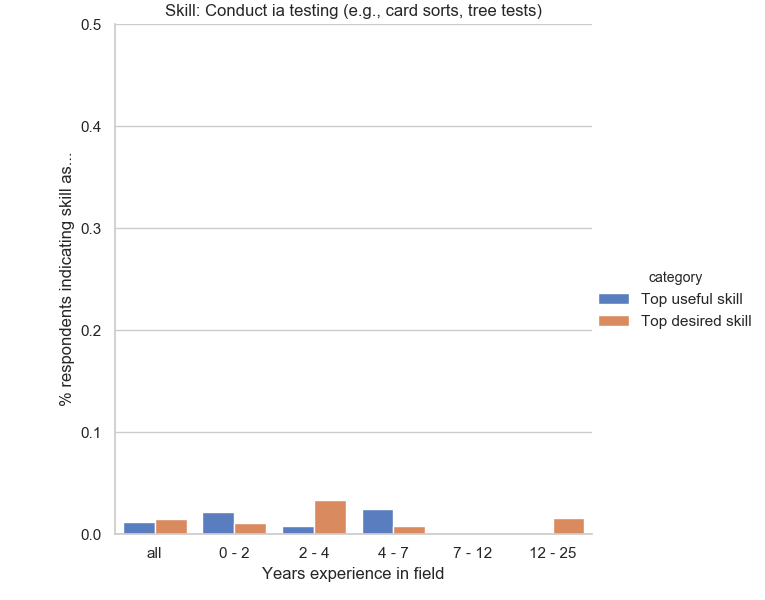 Skill: Conduct ia testing (e.g., card sorts, tree tests)
0.5
0.4
0.3
0.2
0.1
0.0
% respondents indicating skill as...
all
0 - 2
2 - 4
4 - 7
7 - 12
12 - 25
Years experience in field
category
Top useful skill
Top desired skill